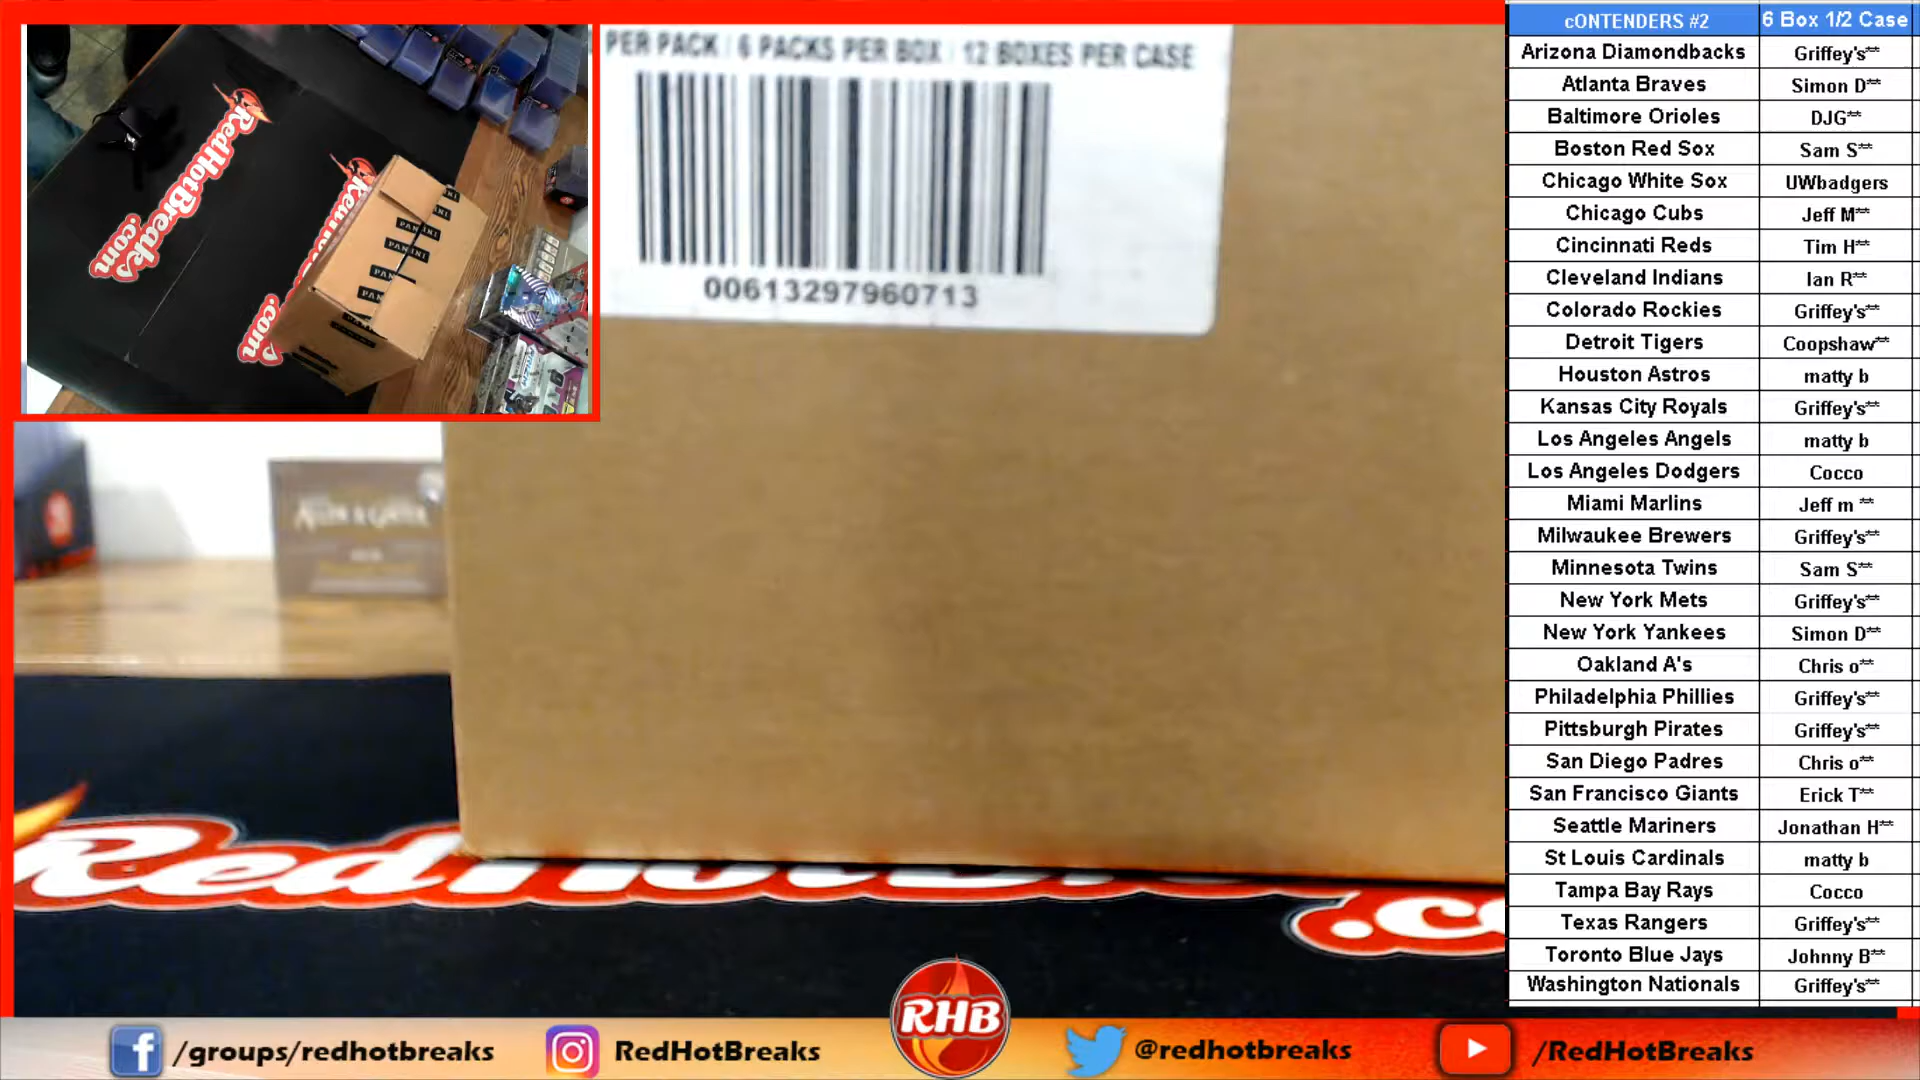 PER PACK / 6 PACKS PER BOX / 12 BOXES PER CASE
00613297960713
RedHotBreaks
.com
PANINI
PANINI
cONTENDERS #2 6 Box 1/2 Case
Arizona Diamondbacks Griffey's**
Atlanta Braves Simon D**
Baltimore Orioles DJG**
Boston Red Sox Sam S**
Chicago White Sox UWbadgers
Chicago Cubs Jeff M**
Cincinnati Reds Tim H**
Cleveland Indians Ian R**
Colorado Rockies Griffey's**
Detroit Tigers Coopshaw**
Houston Astros matty b
Kansas City Royals Griffey's**
Los Angeles Angels matty b
Los Angeles Dodgers Cocco
Miami Marlins Jeff m **
Milwaukee Brewers Griffey's**
Minnesota Twins Sam S**
New York Mets Griffey's**
New York Yankees Simon D**
Oakland A's Chris o**
Philadelphia Phillies Griffey's**
Pittsburgh Pirates Griffey's**
San Diego Padres Chris o**
San Francisco Giants Erick T**
Seattle Mariners Jonathan H**
St Louis Cardinals matty b
Tampa Bay Rays Cocco
Texas Rangers Griffey's**
Toronto Blue Jays Johnny B**
Washington Nationals Griffey's**
RHB
/groups/redhotbreaks RedHotBreaks @redhotbreaks /RedHotBreaks